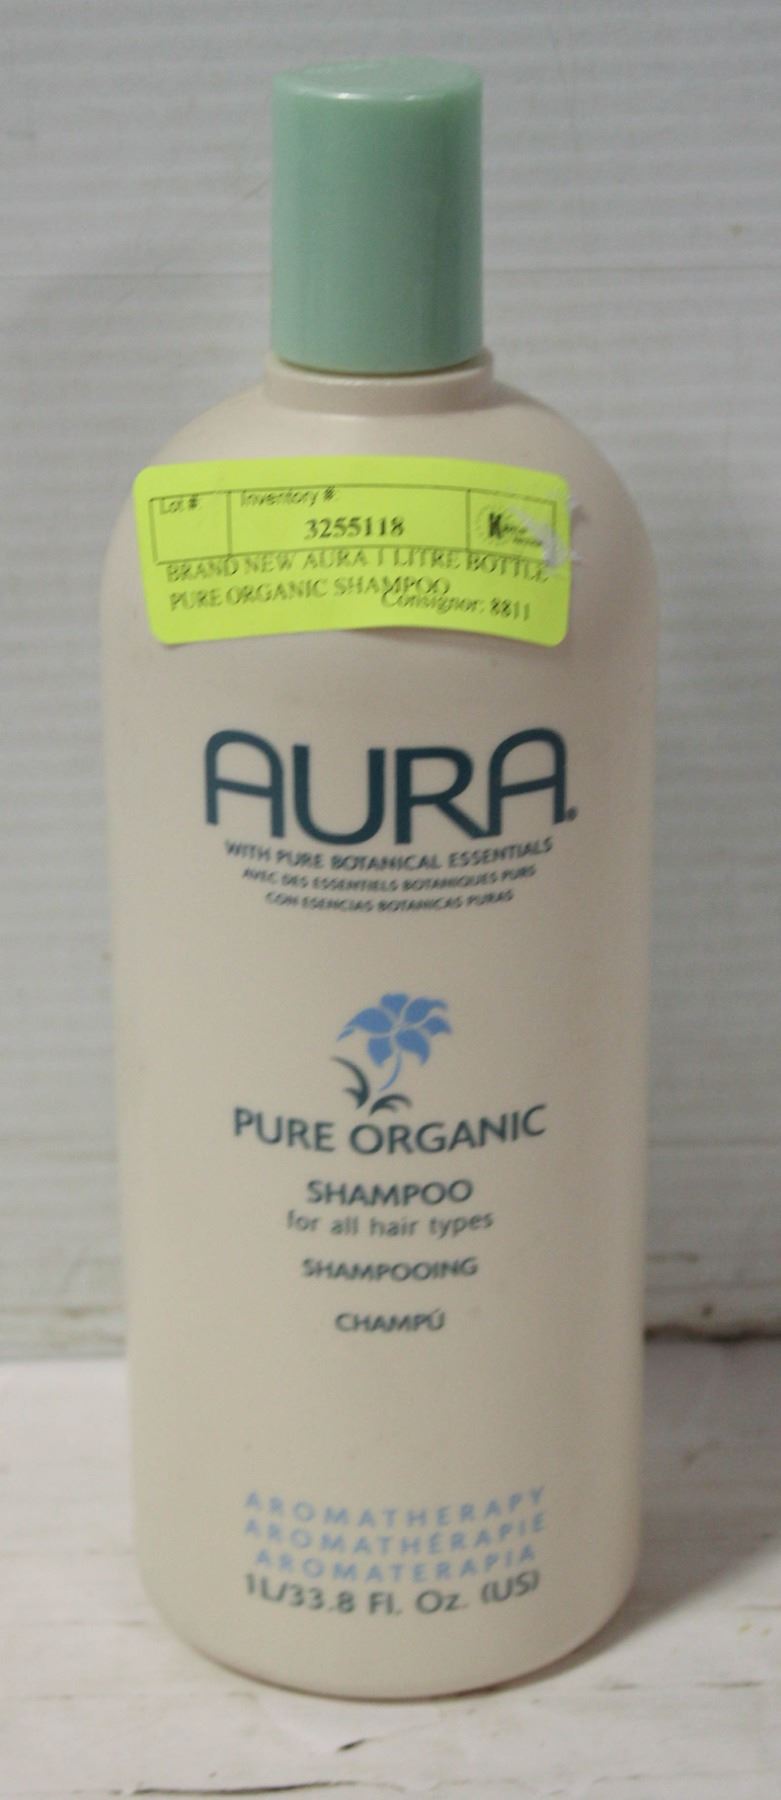 Lot #:
Inventory #:
3255118
BRAND NEW AURA 1 LITRE BOTTLE
PURE ORGANIC SHAMPOO
Consignor: 8811
AURA®
WITH PURE BOTANICAL ESSENTIALS
AVEC DES ESSENTIELS BOTANIQUES PURS
CON ESENCIAS BOTANICAS PURAS
PURE ORGANIC
SHAMPOO
for all hair types
SHAMPOOING
CHAMPÚ
AROMATHERAPY
AROMATHÉRAPIE
AROMATERAPIA
1L/33.8 Fl. Oz. (US)